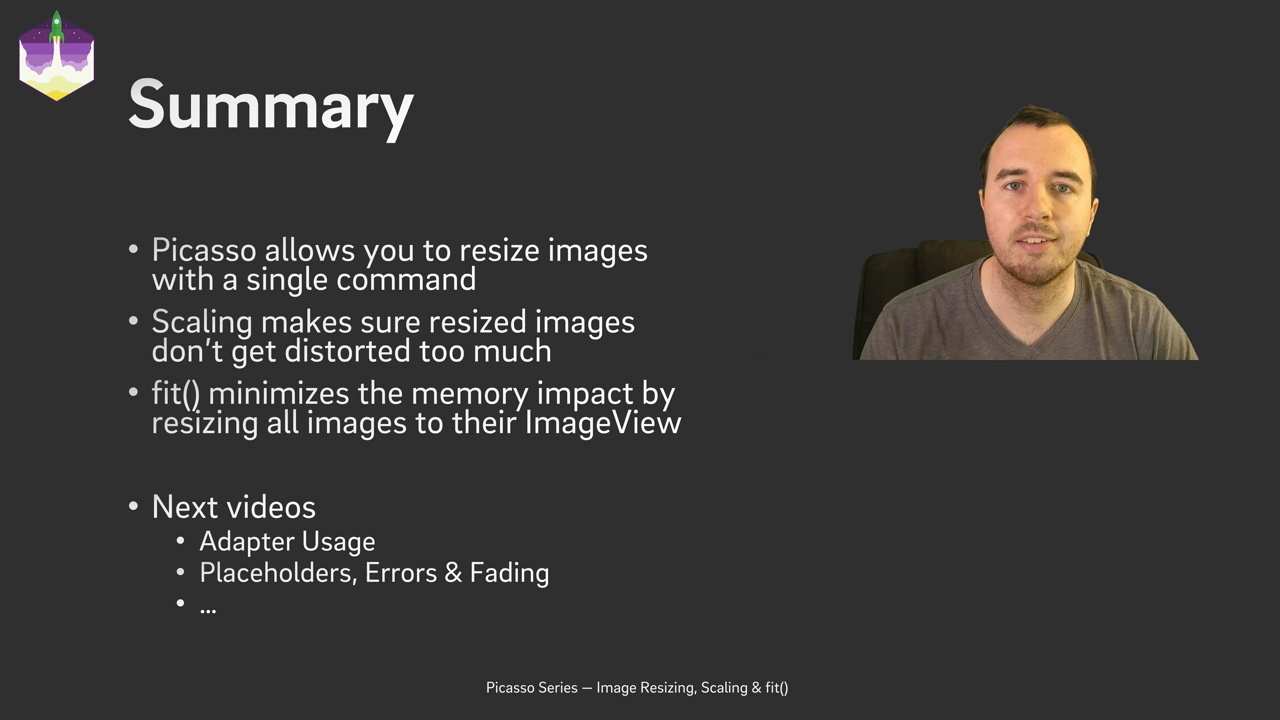 Summary
• Picasso allows you to resize images
with a single command
• Scaling makes sure resized images
don’t get distorted too much
• fit() minimizes the memory impact by
resizing all images to their ImageView
• Next videos
• Adapter Usage
• Placeholders, Errors & Fading
• …
Picasso Series — Image Resizing, Scaling & fit()